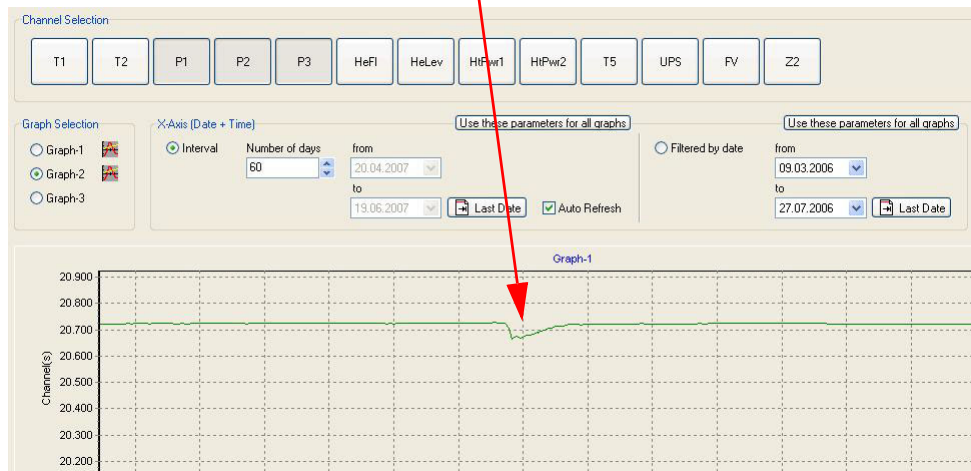 Channel Selection
T1 T2 P1 P2 P3 HeFl HeLev HtPwr1 HtPwr2 T5 UPS FV Z2
Graph Selection
Graph-1
Graph-2
Graph-3
X-Axis (Date + Time)
Use these parameters for all graphs
Interval
Number of days
60
from
20.04.2007
to
19.06.2007
Last Date
Auto Refresh
Use these parameters for all graphs
Filtered by date
from
09.03.2006
to
27.07.2006
Last Date
Graph-1
Channel(s)
20.900
20.800
20.700
20.600
20.500
20.400
20.300
20.200